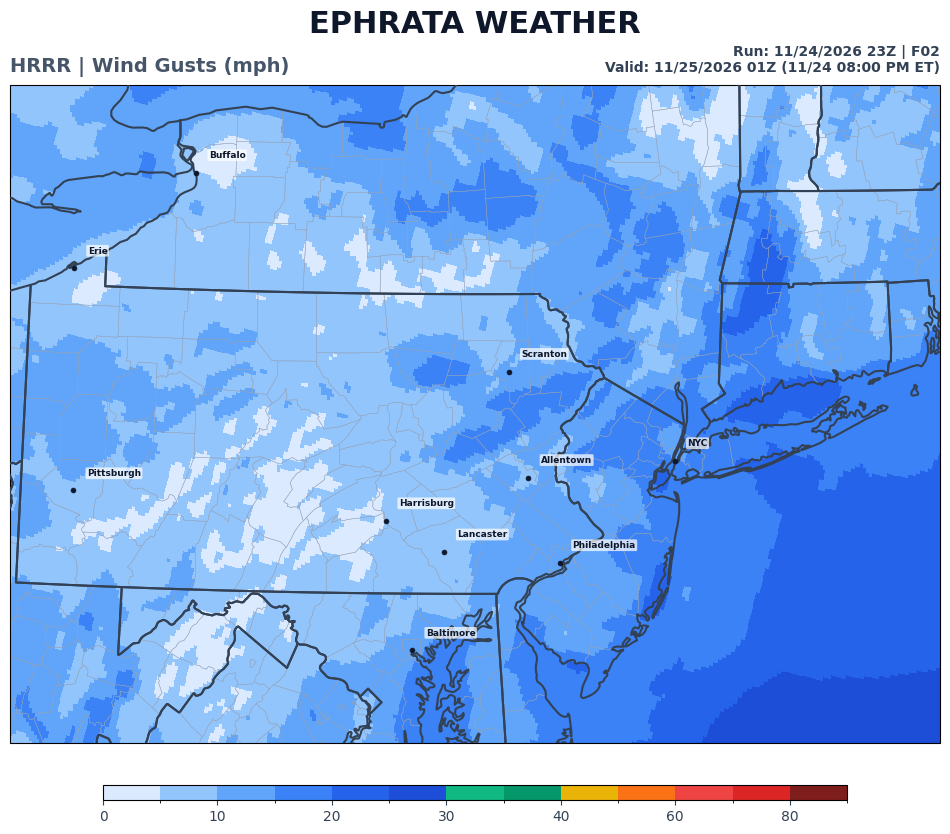 EPHRATA WEATHER
HRRR | Wind Gusts (mph)
Run: 11/24/2026 23Z | F02
Valid: 11/25/2026 01Z (11/24 08:00 PM ET)
Buffalo
Erie
Scranton
NYC
Allentown
Pittsburgh
Harrisburg
Lancaster
Philadelphia
Baltimore
0 10 20 30 40 50 60 70 80